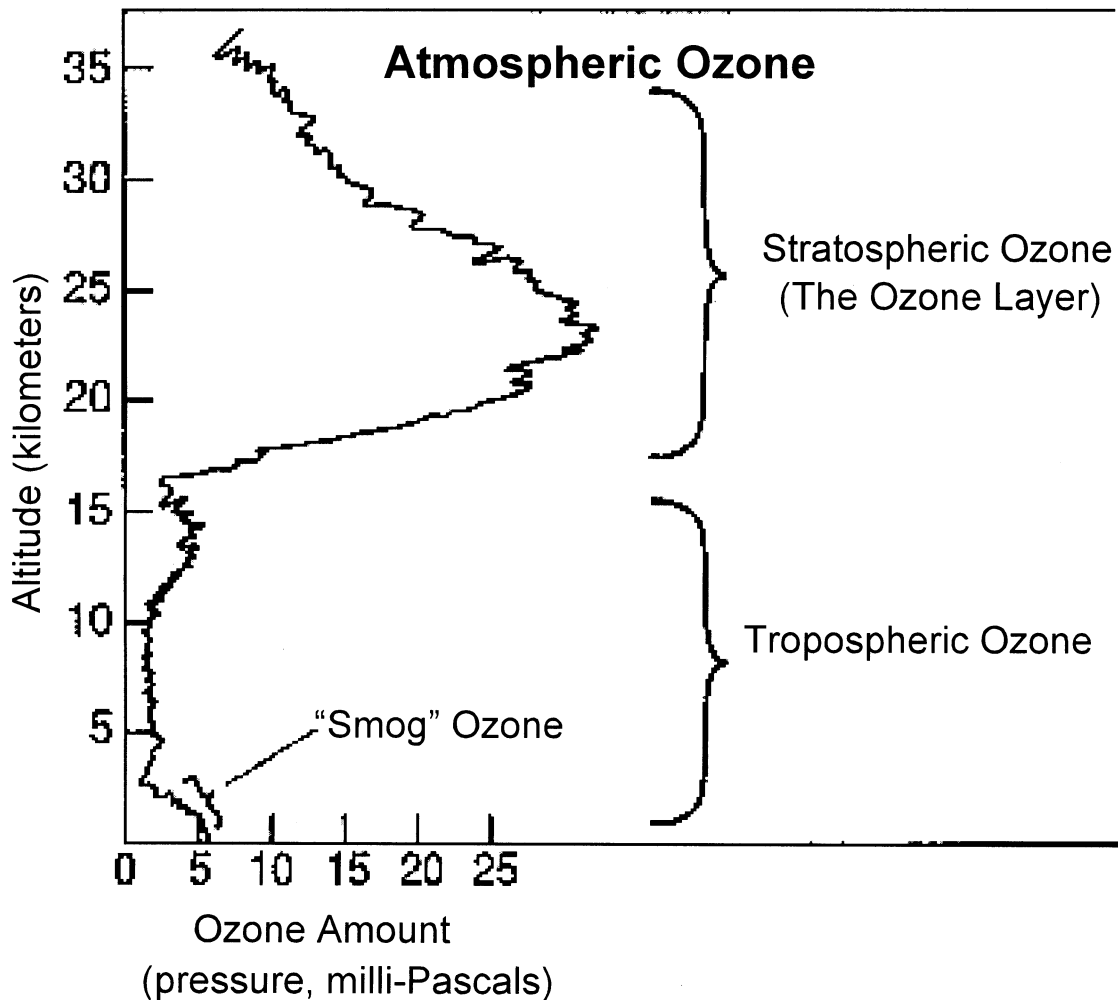 Atmospheric Ozone
35
30
25
20
15
10
5
Altitude (kilometers)
Stratospheric Ozone
(The Ozone Layer)
Tropospheric Ozone
“Smog” Ozone
0 5 10 15 20 25
Ozone Amount
(pressure, milli-Pascals)